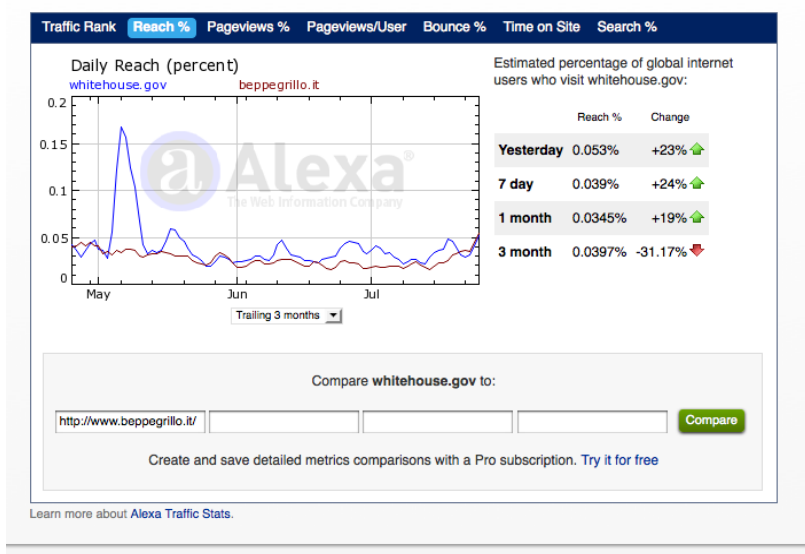 Traffic Rank Reach % Pageviews % Pageviews/User Bounce % Time on Site Search %
Daily Reach (percent)
whitehouse.gov beppegrillo.it
0.2
0.15
0.1
0.05
0
May Jun Jul
a Alexa®
The Web Information Company
Trailing 3 months
Estimated percentage of global internet
users who visit whitehouse.gov:
Reach % Change
Yesterday 0.053% +23%
7 day 0.039% +24%
1 month 0.0345% +19%
3 month 0.0397% -31.17%
Compare whitehouse.gov to:
http://www.beppegrillo.it/ Compare
Create and save detailed metrics comparisons with a Pro subscription. Try it for free
Learn more about Alexa Traffic Stats.